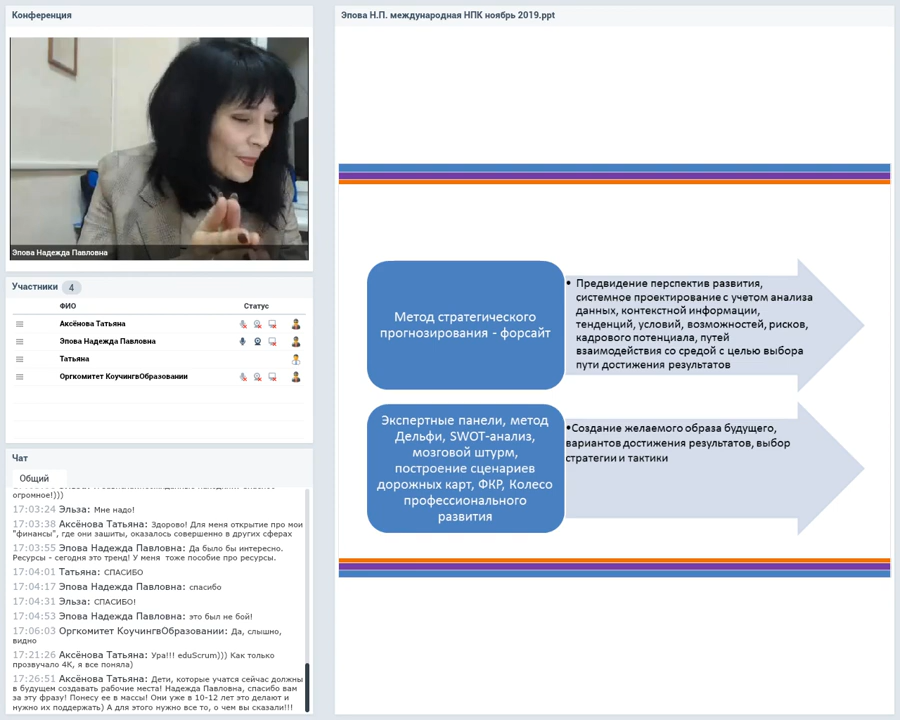 Конференция
Эпова Надежда Павловна
Участники 4
ФИО Статус
Аксёнова Татьяна
Эпова Надежда Павловна
Татьяна
Оргкомитет КоучингвОбразовании
Чат
Общий
огромное!)))
17:03:24 Эльза: Мне надо!
17:03:38 Аксёнова Татьяна: Здорово! Для меня открытие про мои
"финансы", где они зашиты, оказалось совершенно в других сферах
17:03:55 Эпова Надежда Павловна: Да было бы интересно.
Ресурсы - сегодня это тренд! У меня тоже пособие про ресурсы.
17:04:01 Татьяна: СПАСИБО
17:04:17 Эпова Надежда Павловна: спасибо
17:04:31 Эльза: СПАСИБО!
17:04:53 Эпова Надежда Павловна: это был не бой!
17:06:03 Оргкомитет КоучингвОбразовании: Да, слышно,
видно
17:21:26 Аксёнова Татьяна: Ура!!! eduScrum))) Как только
прозвучало 4К, я все поняла)
17:26:51 Аксёнова Татьяна: Дети, которые учатся сейчас должны
в будущем создавать рабочие места! Надежда Павловна, спасибо вам
за эту фразу! Понесу ее в массы! Они уже в 10-12 лет это делают и
нужно их поддержать) А для этого нужно все то, о чем вы сказали!!!
Эпова Н.П. международная НПК ноябрь 2019.ppt
Метод стратегического
прогнозирования - форсайт
• Предвидение перспектив развития,
системное проектирование с учетом анализа
данных, контекстной информации,
тенденций, условий, возможностей, рисков,
кадрового потенциала, путей
взаимодействия со средой с целью выбора
пути достижения результатов
Экспертные панели, метод
Дельфи, SWOT-анализ,
мозговой штурм,
построение сценариев
дорожных карт, ФКР, Колесо
профессионального
развития
•Создание желаемого образа будущего,
вариантов достижения результатов, выбор
стратегии и тактики